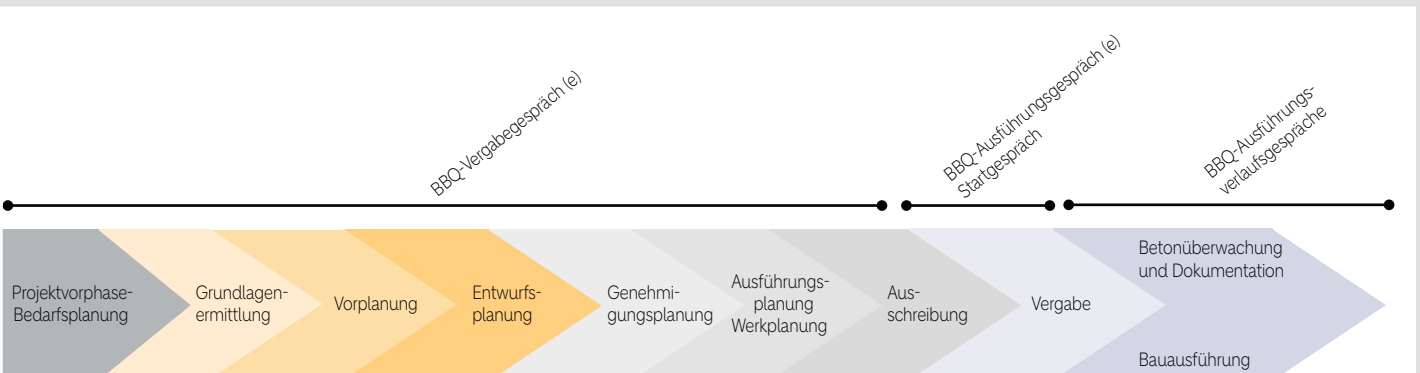 BBQ-Vergabegespräch (e)
BBQ-Ausführungsgespräch (e)
Startgespräch
BBQ-Ausführungs-
verlaufsgespräche
Projektvorphase-
Bedarfsplanung
Grundlagen-
ermittlung
Vorplanung
Entwurfs-
planung
Genehmi-
gungsplanung
Ausführungs-
planung
Werkplanung
Aus-
schreibung
Vergabe
Betonüberwachung
und Dokumentation
Bauausführung